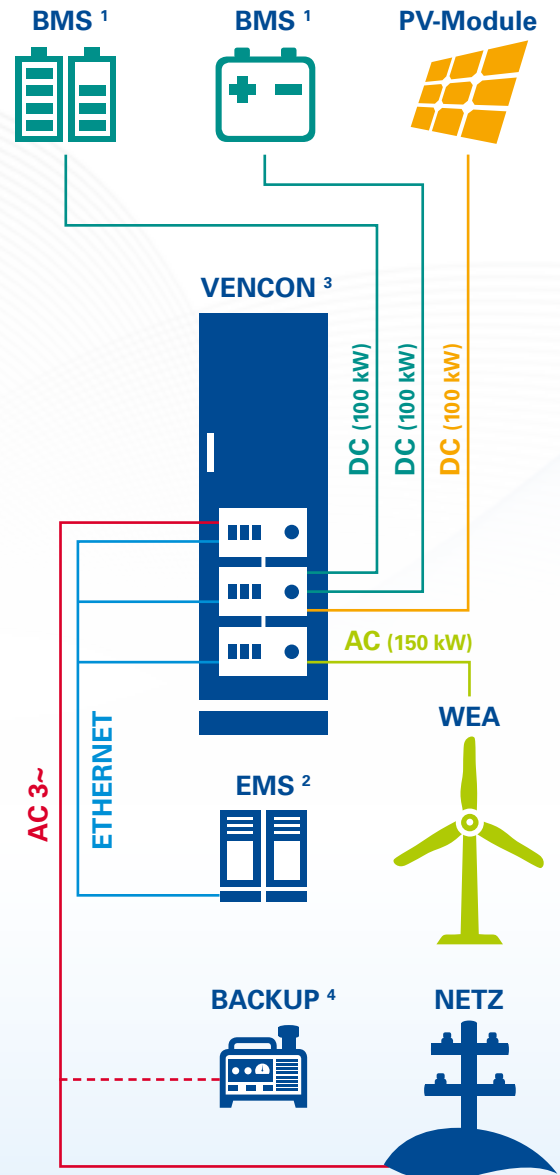 BMS ¹
BMS ¹
PV-Module
VENCON ³
DC (100 kW)
DC (100 kW)
DC (100 kW)
AC (150 kW)
WEA
AC 3~
ETHERNET
EMS ²
BACKUP ⁴
NETZ